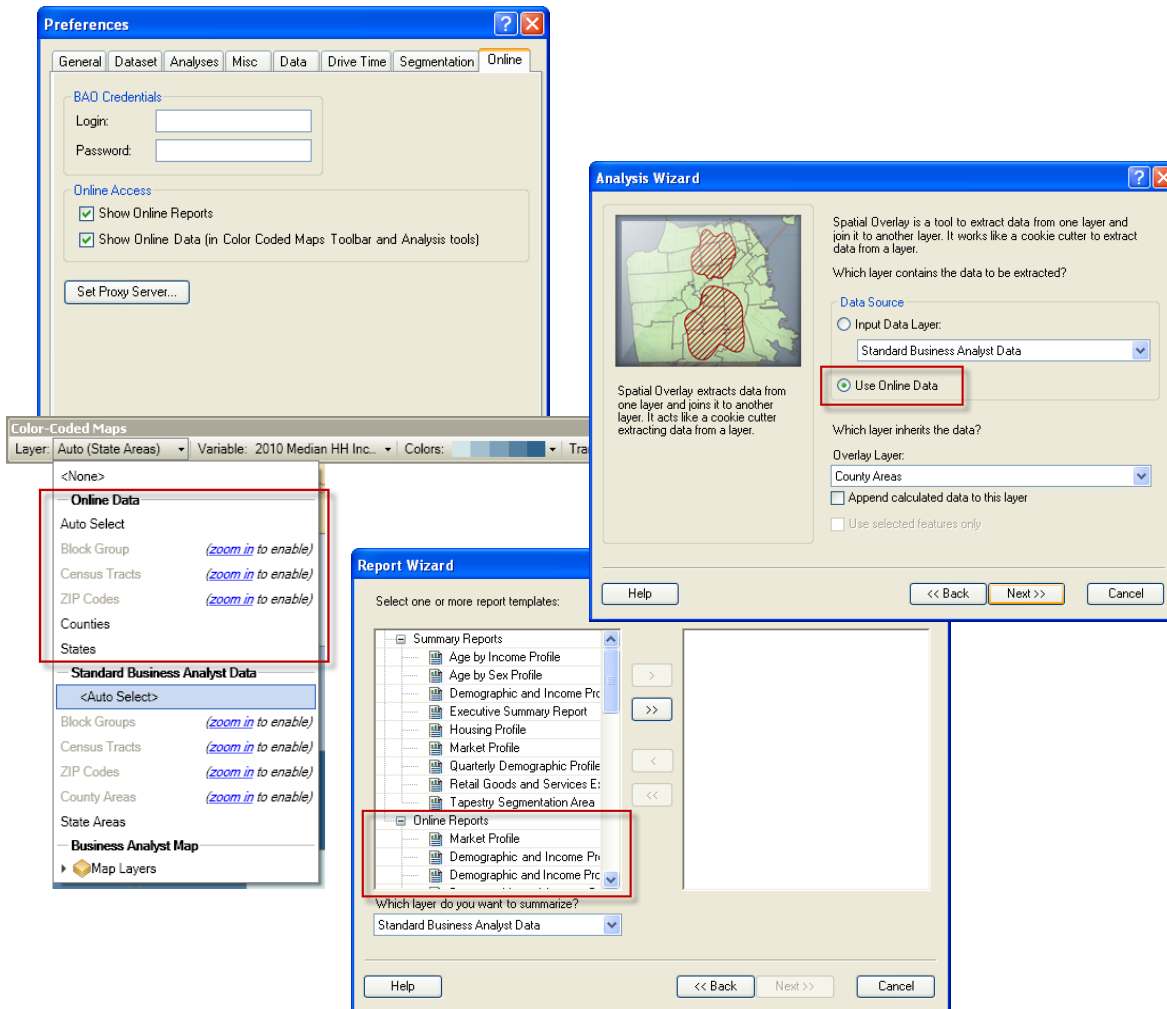 Preferences
General Dataset Analyses Misc Data Drive Time Segmentation Online
BAO Credentials
Login:
Password:
Online Access
Show Online Reports
Show Online Data (in Color Coded Maps Toolbar and Analysis tools)
Set Proxy Server...
Analysis Wizard
Spatial Overlay is a tool to extract data from one layer and
join it to another layer. It works like a cookie cutter to extract
data from a layer.
Which layer contains the data to be extracted?
Data Source
Input Data Layer:
Standard Business Analyst Data
Use Online Data
Spatial Overlay extracts data from
one layer and joins it to another
layer. It acts like a cookie cutter
extracting data from a layer.
Which layer inherits the data?
Overlay Layer:
County Areas
Append calculated data to this layer
Use selected features only
Help << Back Next >> Cancel
Color-Coded Maps
Layer: Auto (State Areas) Variable: 2010 Median HH Inc... Colors: Tra
<None>
Online Data
Auto Select
Block Group (zoom in to enable)
Census Tracts (zoom in to enable)
ZIP Codes (zoom in to enable)
Counties
States
Standard Business Analyst Data
<Auto Select>
Block Groups (zoom in to enable)
Census Tracts (zoom in to enable)
ZIP Codes (zoom in to enable)
County Areas (zoom in to enable)
State Areas
Business Analyst Map
Map Layers
Report Wizard
Select one or more report templates:
Summary Reports
Age by Income Profile
Age by Sex Profile
Demographic and Income Pro
Executive Summary Report
Housing Profile
Market Profile
Quarterly Demographic Profile
Retail Goods and Services E
Tapestry Segmentation Area
Online Reports
Market Profile
Demographic and Income Pr
Demographic and Income Pro
>
>>
<
<<
Which layer do you want to summarize?
Standard Business Analyst Data
Help << Back Next >> Cancel